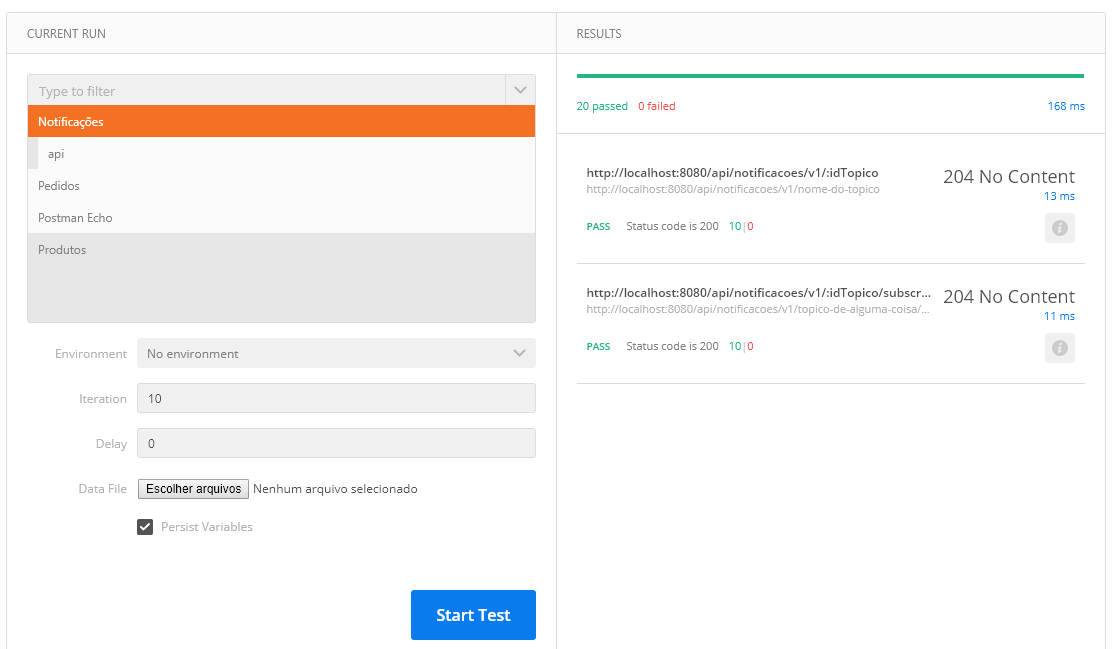 CURRENT RUN
Type to filter
Notificações
api
Pedidos
Postman Echo
Produtos
Environment No environment
Iteration 10
Delay 0
Data File Escolher arquivos Nenhum arquivo selecionado
Persist Variables
Start Test
RESULTS
20 passed 0 failed 168 ms
http://localhost:8080/api/notificacoes/v1/:idTopico 204 No Content
http://localhost:8080/api/notificacoes/v1/nome-do-topico 13 ms
PASS Status code is 200 10|0
http://localhost:8080/api/notificacoes/v1/:idTopico/subscr... 204 No Content
http://localhost:8080/api/notificacoes/v1/topico-de-alguma-coisa/... 11 ms
PASS Status code is 200 10|0